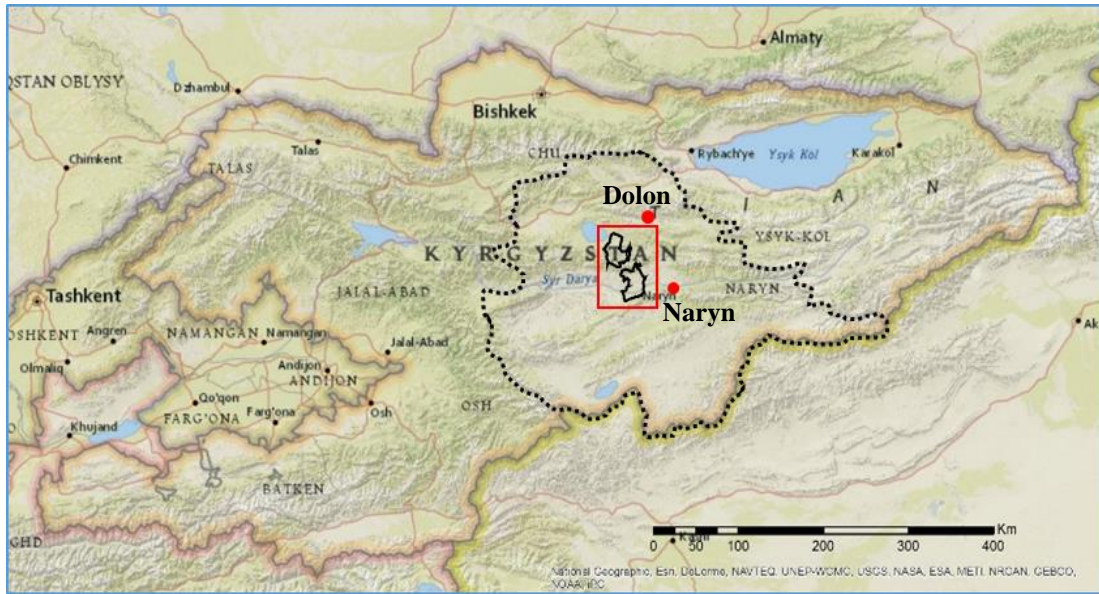 Almaty
QSTAN OBLYSY
Dzhambul
Bishkek
Talas
CHU
Rybach'ye
Ysyk Kol
Karakol
Chimkent
TALAS
T
I
A
N
Dolon
YSYK-KOL
KYRGYZSTAN
Syr Darya
JALAL-ABAD
Naryn
NARYN
Tashkent
Naryn
OSHKENT
Angren
NAMANGAN
Namangan
Jalal-Abad
Olmaliq
Andijon
ANDIJON
Qo'qon
Osh
OSH
FARG'ONA
Farg'ona
Khujand
BATKEN
GHD
Km
0 50 100 200 300 400
National Geographic, Esri, DeLorme, NAVTEQ, UNEP-WCMC, USGS, NASA, ESA, METI, NRCAN, GEBCO,
NOAA, iPC